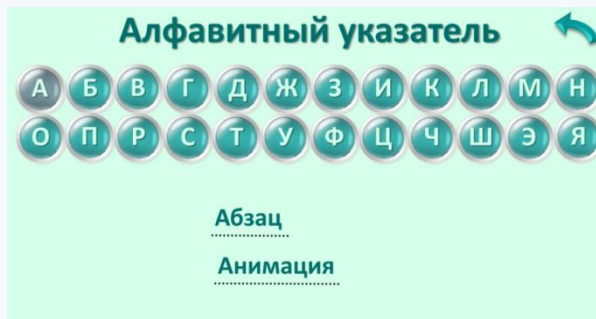 Алфавитный указатель
А Б В Г Д Ж З И К Л М Н
О П Р С Т У Ф Ц Ч Ш Э Я
Абзац
Анимация